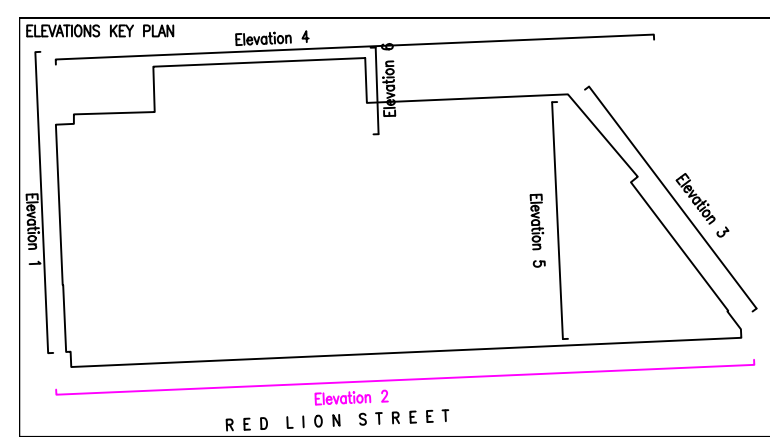 ELEVATIONS KEY PLAN
Elevation 4
Elevation 6
Elevation 1
Elevation 5
Elevation 3
Elevation 2
RED LION STREET